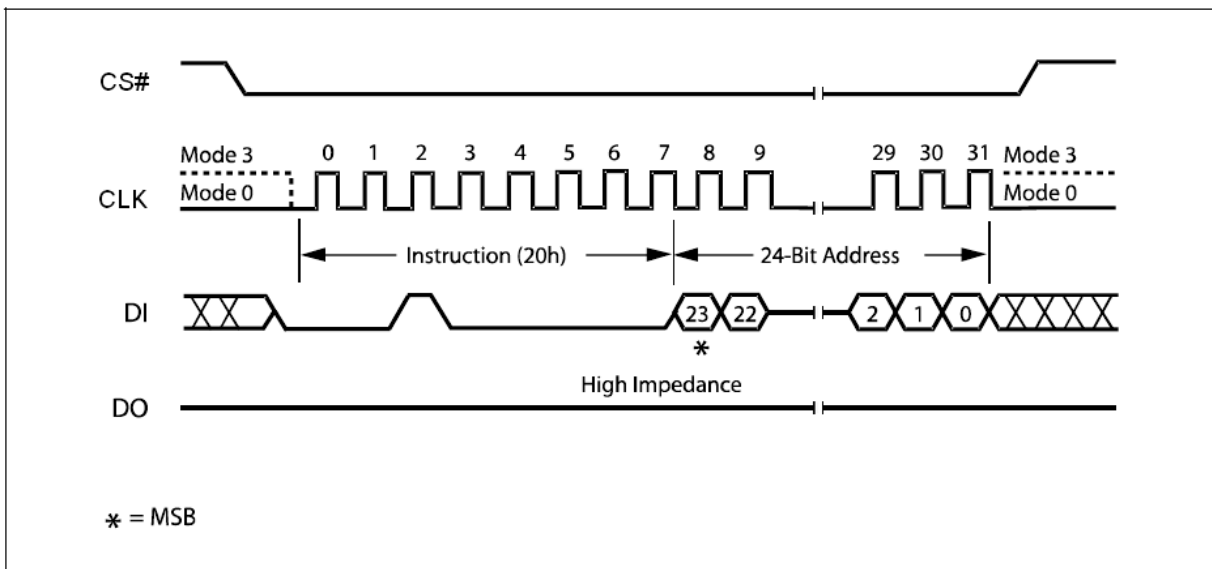 CS#
Mode 3 0 1 2 3 4 5 6 7 8 9 29 30 31 Mode 3
CLK Mode 0 Mode 0
Instruction (20h) 24-Bit Address
DI 23 22 2 1 0
*
High Impedance
DO
* = MSB